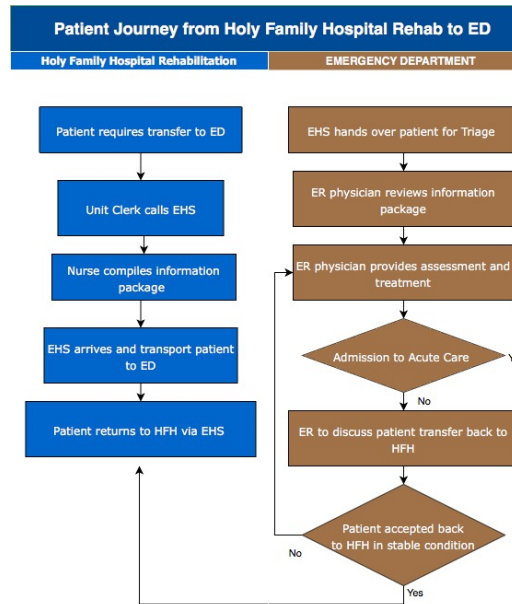 Patient Journey from Holy Family Hospital Rehab to ED
Holy Family Hospital Rehabilitation
EMERGENCY DEPARTMENT
Patient requires transfer to ED
Unit Clerk calls EHS
Nurse compiles information
package
EHS arrives and transport patient
to ED
Patient returns to HFH via EHS
EHS hands over patient for Triage
ER physician reviews information
package
ER physician provides assessment and
treatment
Admission to Acute Care
Y
No
ER to discuss patient transfer back to
HFH
Patient accepted back
to HFH in stable condition
No
Yes